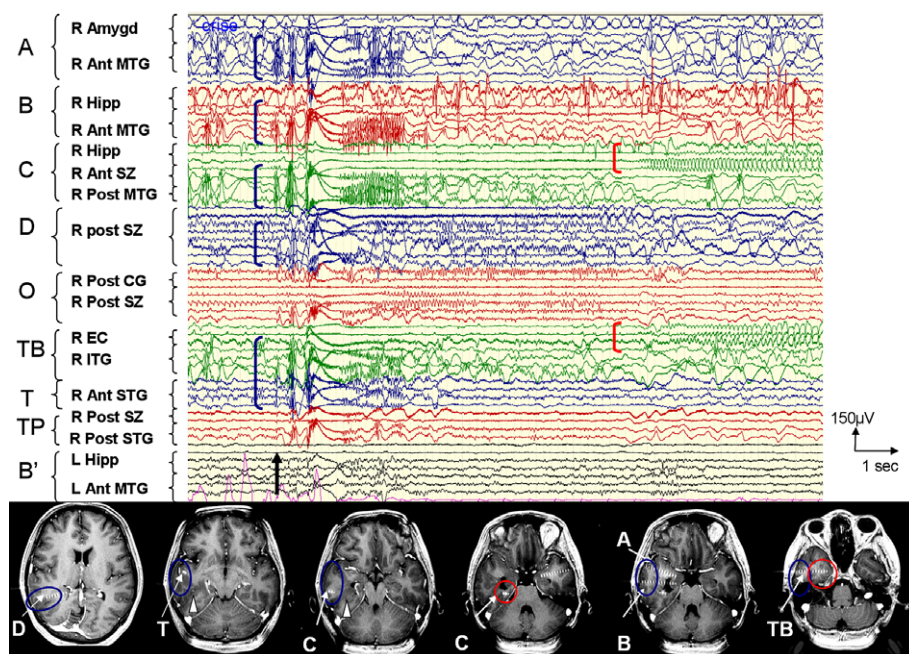 crise
A R Amygd
R Ant MTG
B R Hipp
R Ant MTG
C R Hipp
R Ant SZ
R Post MTG
D R post SZ
O R Post CG
R Post SZ
TB R EC
R ITG
T R Ant STG
TP R Post SZ
R Post STG
B' L Hipp
L Ant MTG
150µV
1 sec
A
D T C C B TB